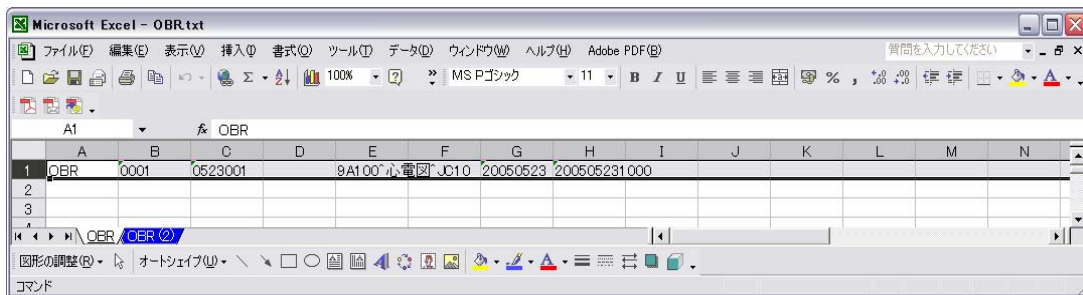 Microsoft Excel - OBR.txt
ファイル(F) 編集(E) 表示(V) 挿入(I) 書式(O) ツール(T) データ(D) ウィンドウ(W) ヘルプ(H) Adobe PDF(B) 質問を入力してください
100% MS Pゴシック 11 B I U % ,
A1 fx OBR
A B C D E F G H I J K L M N
1 OBR 0001 0523001 9A100^心電図^JC10 20050523 200505231000
2
3
OBR OBR (2)
図形の調整(R) オートシェイプ(U)
コマンド